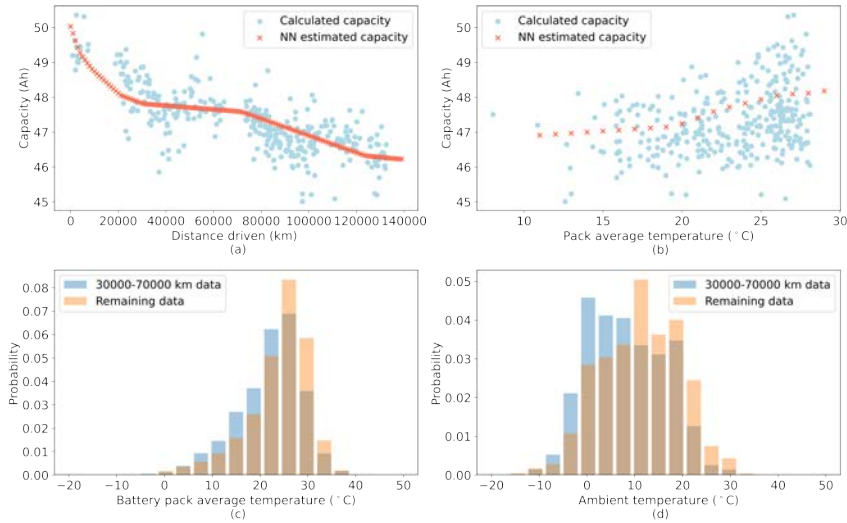 50
49
48
47
46
45
Capacity (Ah)
Calculated capacity
NN estimated capacity
0 20000 40000 60000 80000 100000 120000 140000
Distance driven (km)
(a)
50
49
48
47
46
45
Capacity (Ah)
Calculated capacity
NN estimated capacity
10 15 20 25 30
Pack average temperature (°C)
(b)
0.08
0.07
0.06
0.05
0.04
0.03
0.02
0.01
0.00
Probability
30000-70000 km data
Remaining data
−20 −10 0 10 20 30 40 50
Battery pack average temperature (°C)
(c)
0.05
0.04
0.03
0.02
0.01
0.00
Probability
30000-70000 km data
Remaining data
−20 −10 0 10 20 30 40 50
Ambient temperature (°C)
(d)